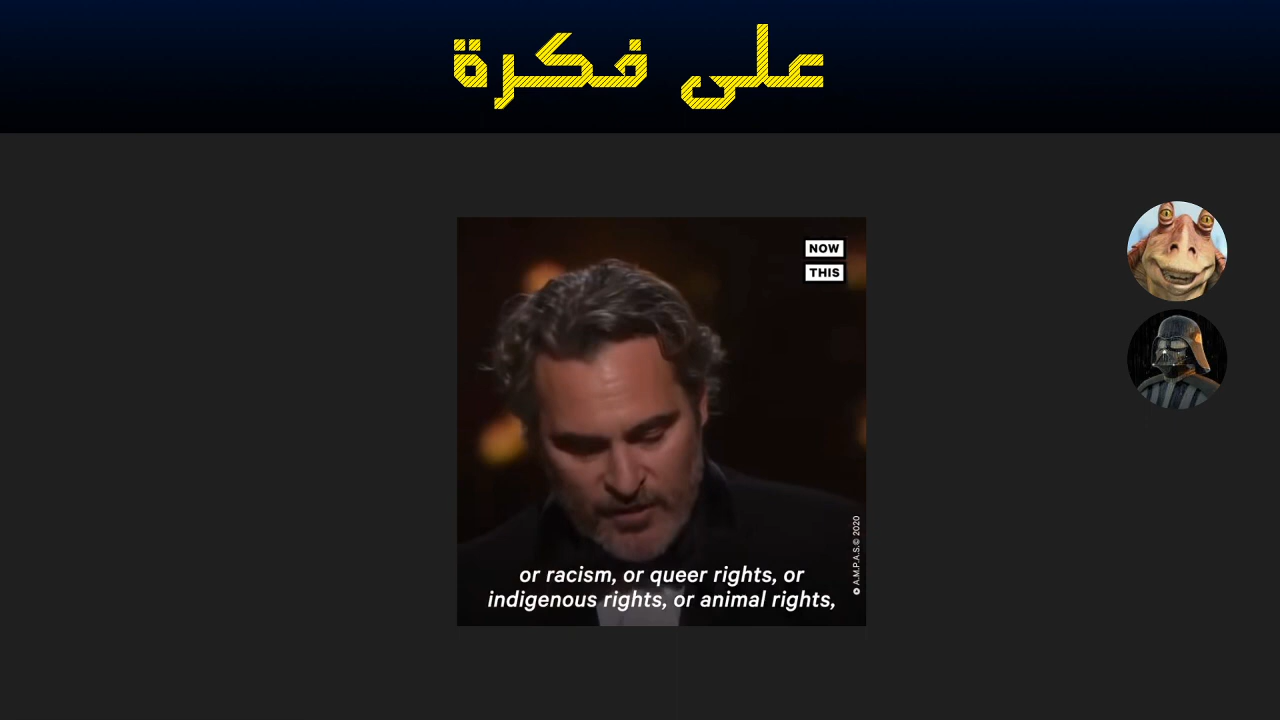 على فكرة
NOW
THIS
or racism, or queer rights, or
indigenous rights, or animal rights,
© A.M.P.A.S.© 2020